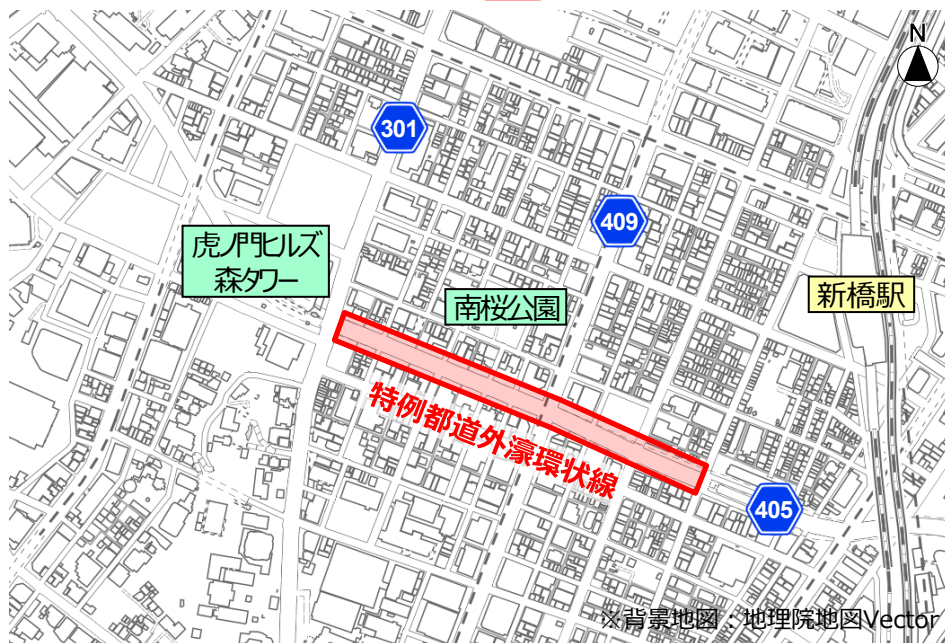 N
301
409
虎ノ門ヒルズ
森タワー
新橋駅
南桜公園
特例都道外濠環状線
405
※背景地図:地理院地図Vector